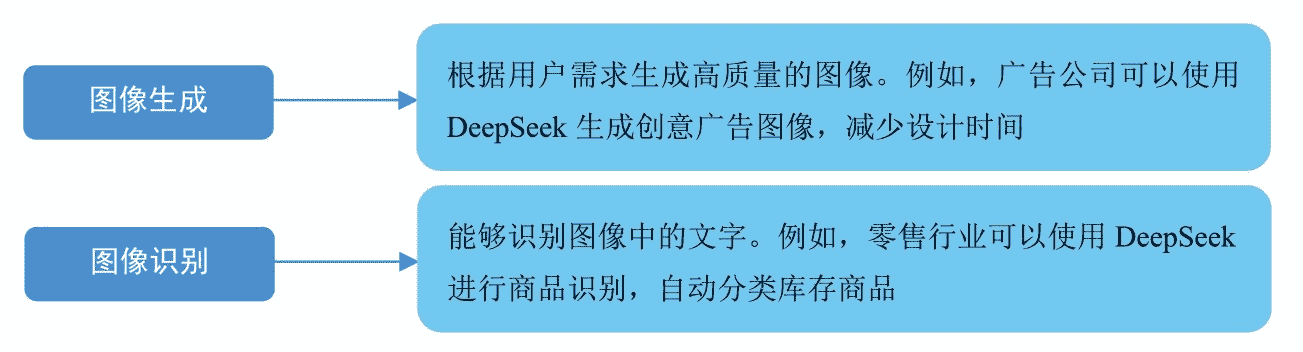 图像生成
根据用户需求生成高质量的图像。例如，广告公司可以使用
DeepSeek 生成创意广告图像，减少设计时间
图像识别
能够识别图像中的文字。例如，零售行业可以使用 DeepSeek
进行商品识别，自动分类库存商品